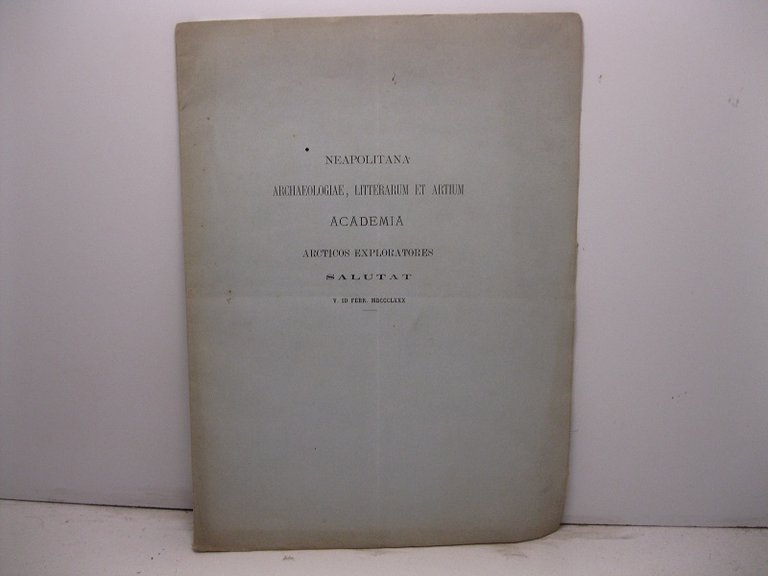 NEAPOLITANA
ARCHAEOLOGIAE, LITTERARUM ET ARTIUM
ACADEMIA
ARCTICOS EXPLORATORES
SALUTAT
V. ID FEBR. MDCCCLXXX